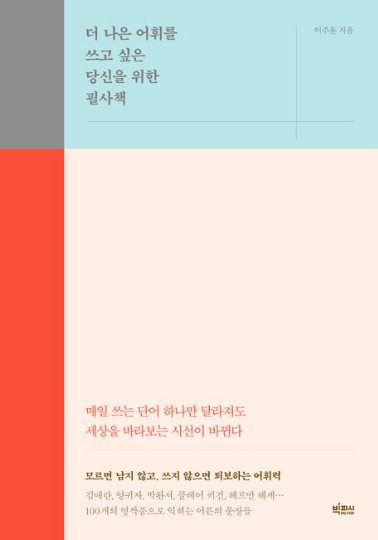 더 나은 어휘를
쓰고 싶은
당신을 위한
필사책
이주윤 지음
매일 쓰는 단어 하나만 달라져도
세상을 바라보는 시선이 바뀐다
모르면 남지 않고, 쓰지 않으면 퇴보하는 어휘력
김애란, 양귀자, 박완서, 클레어 키건, 헤르만 헤세…
100개의 명작품으로 익히는 어른의 문장들
빅피시